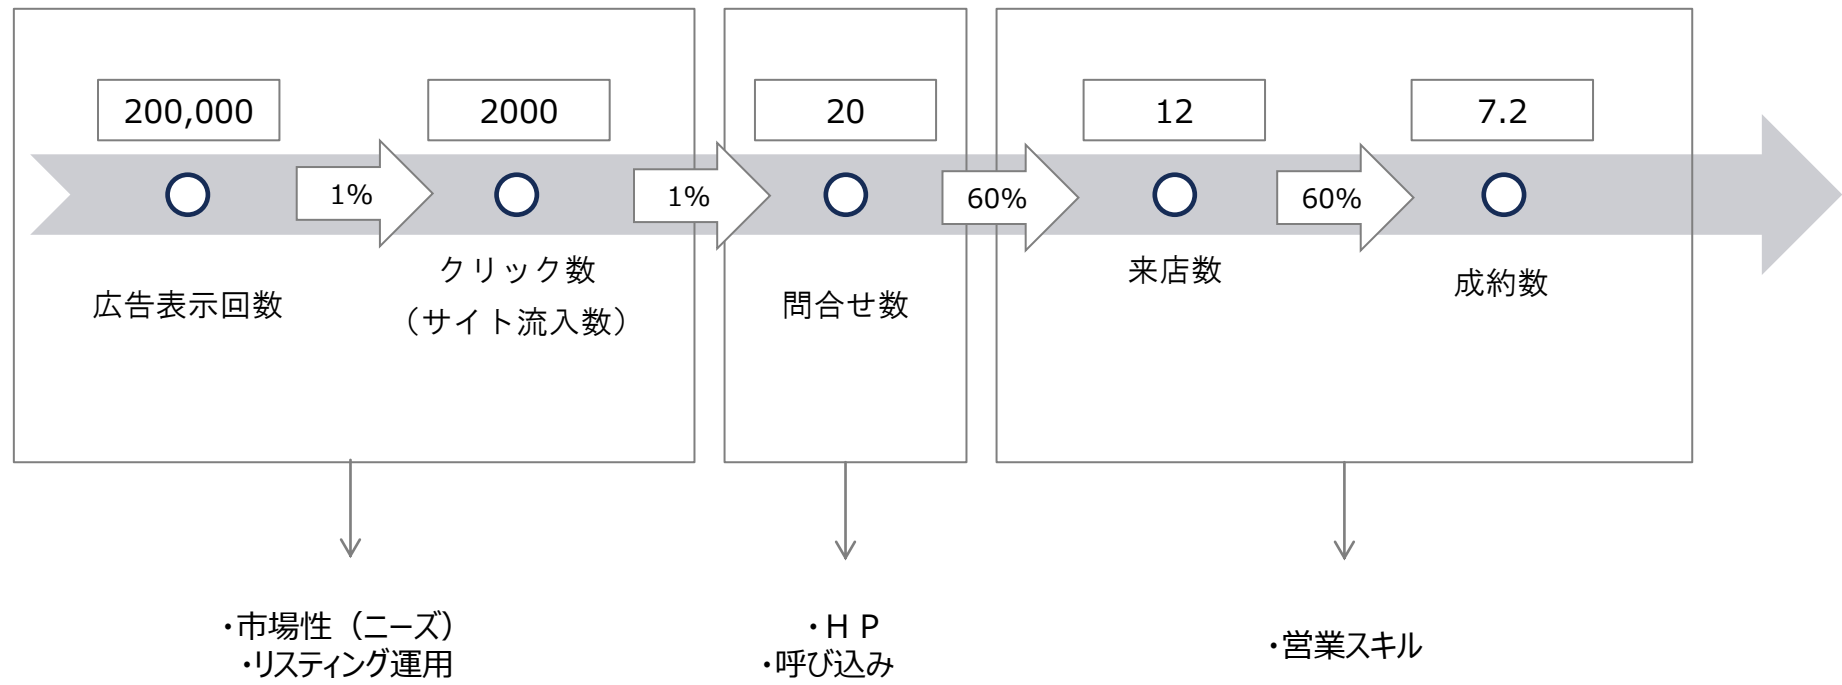 200,000
2000
20
12
7.2
1%
1%
60%
60%
広告表示回数
クリック数
（サイト流入数）
問合せ数
来店数
成約数
・市場性（ニーズ）
・リスティング運用
・ＨＰ
・呼び込み
・営業スキル